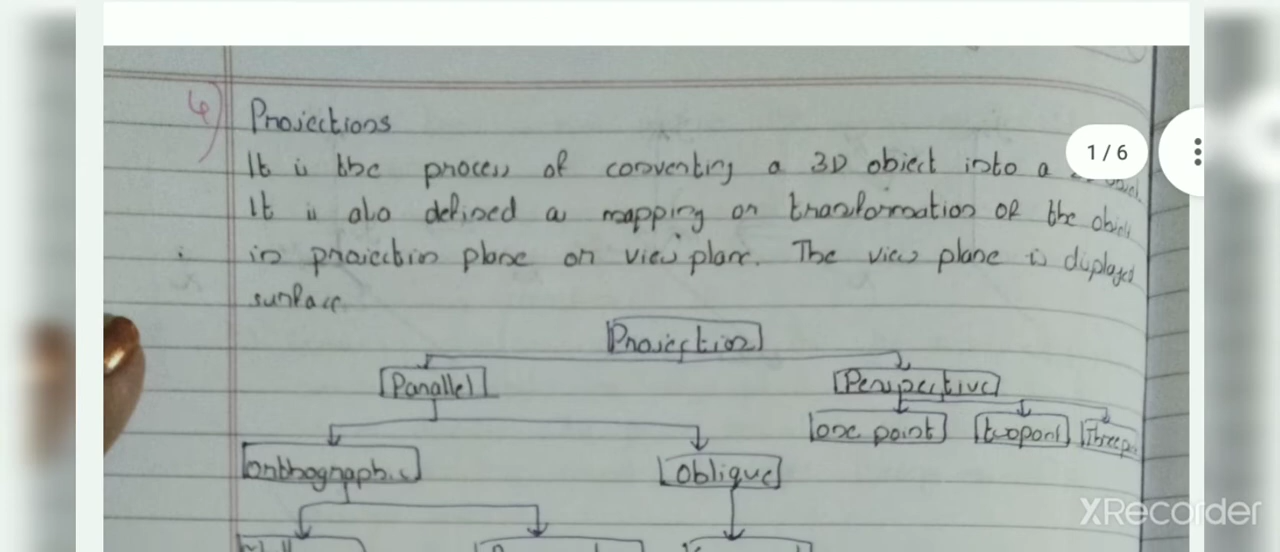 4)
Projections
1/6
It is the process of converting a 3D object into a
It is also defined as mapping or transformation of the object
in projection plane or view plane. The view plane is displayed
surface.
Projection
Parallel
Perspective
one point
two point
Orthographic
Oblique
XRecorder